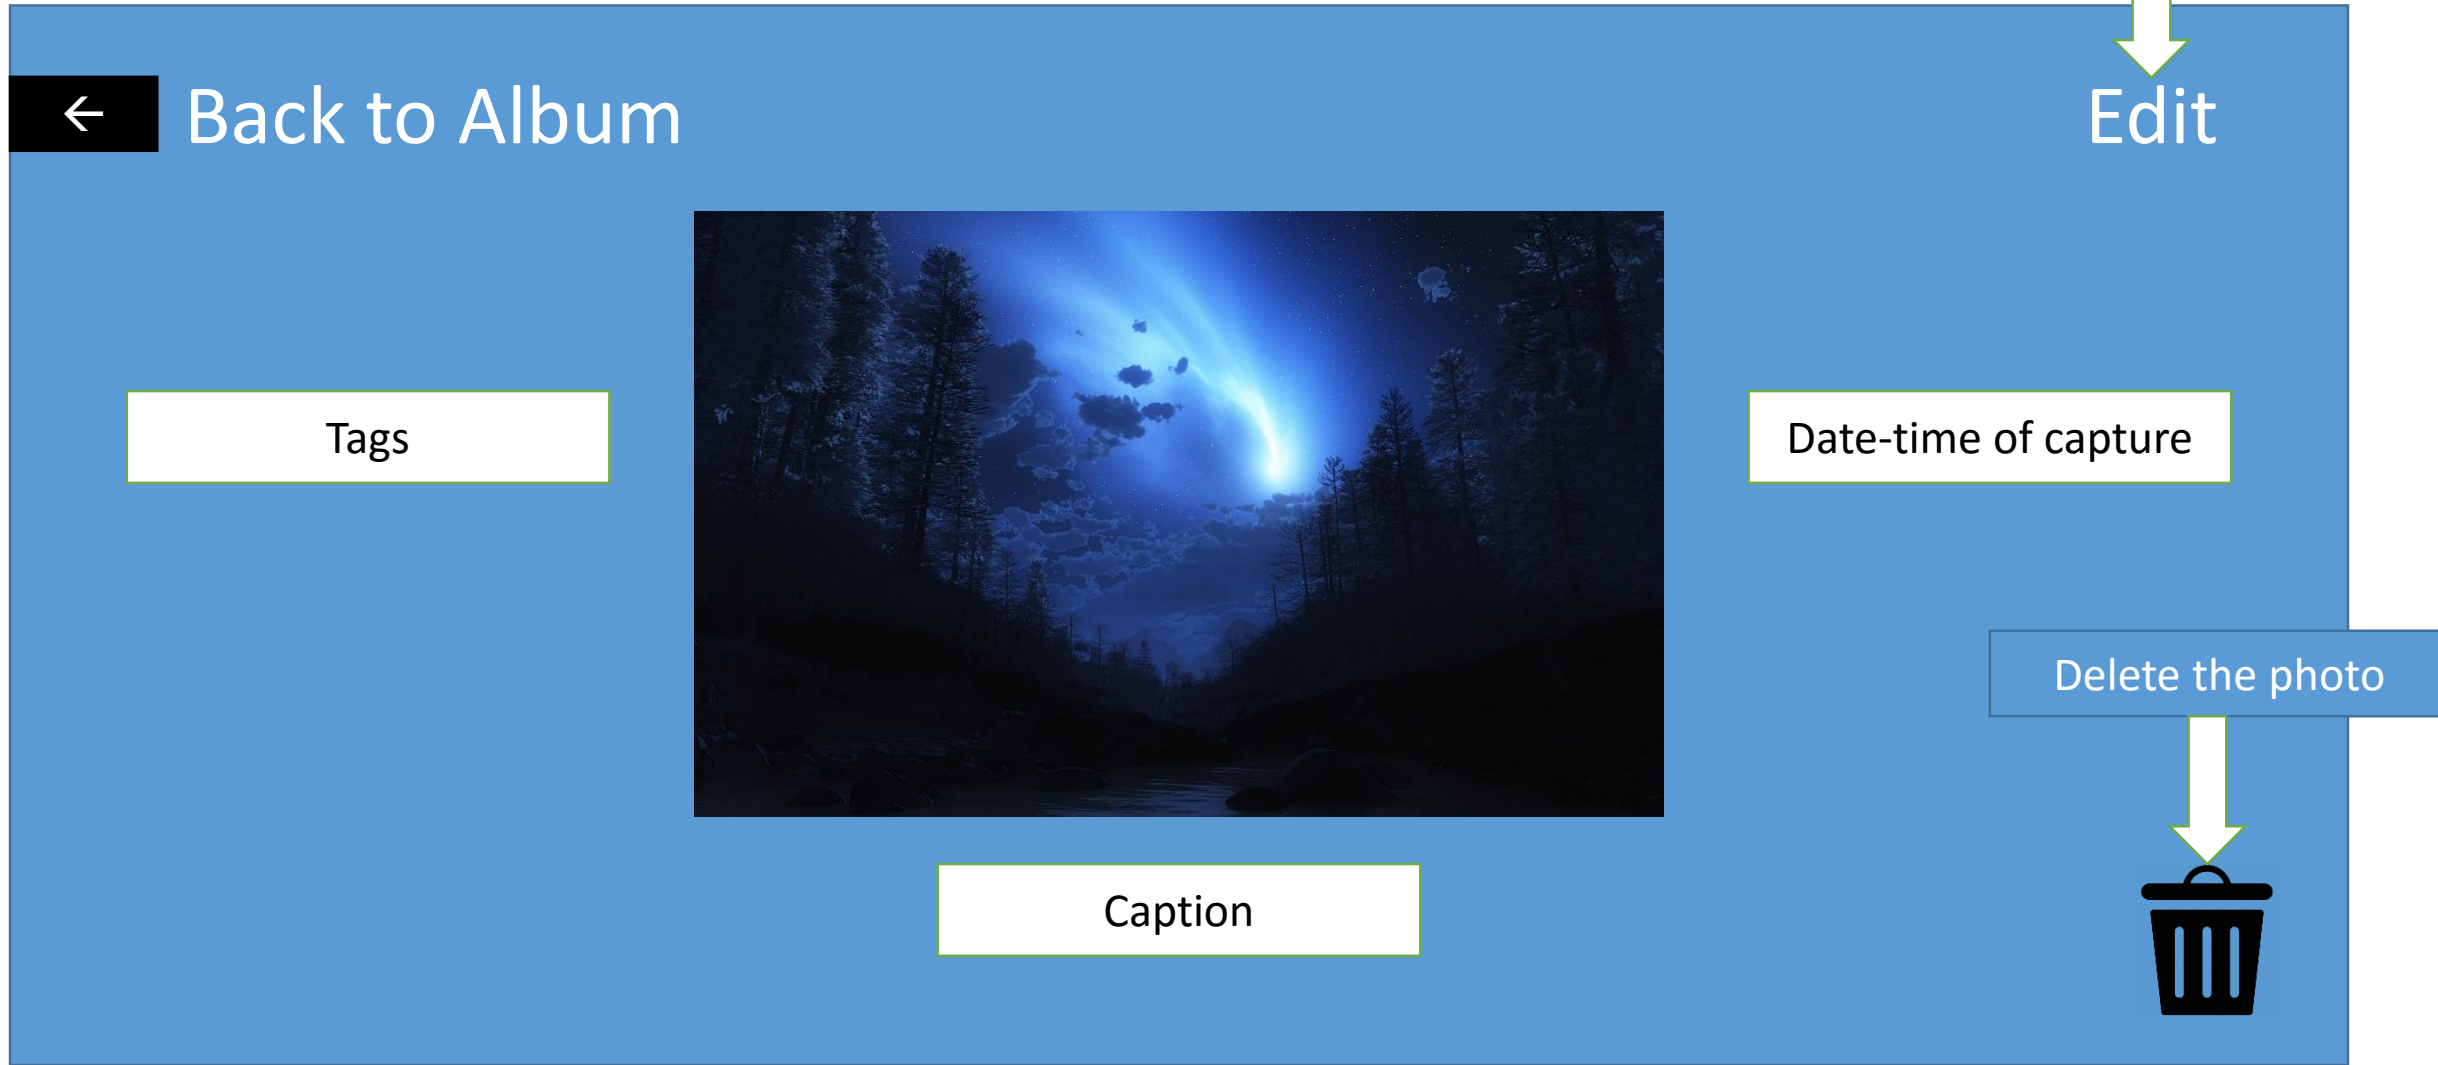 ← Back to Album
Edit
Tags
Date-time of capture
Delete the photo
Caption